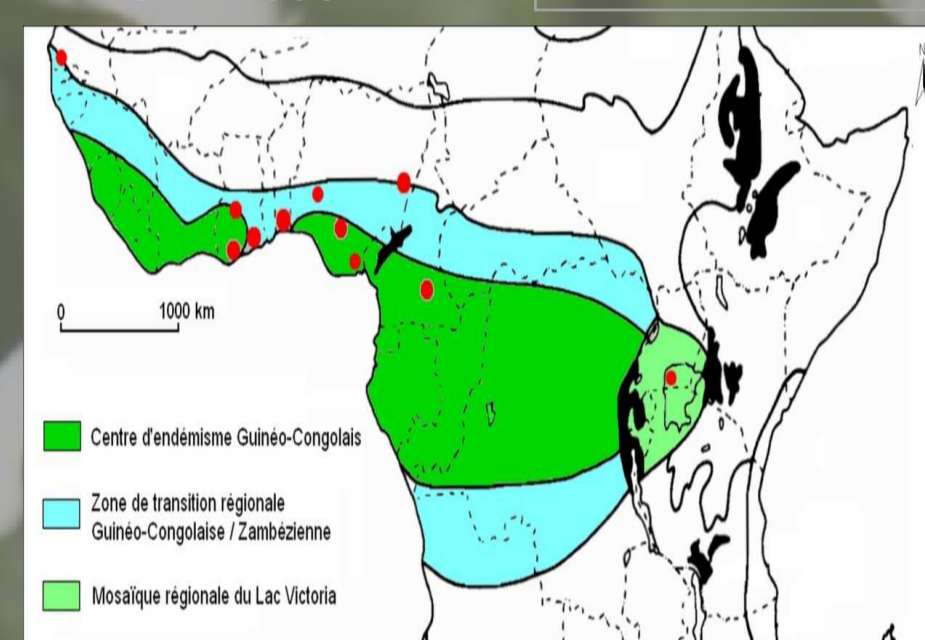 N
0 1000 km
Centre d'endémisme Guinéo-Congolais
Zone de transition régionale
Guinéo-Congolaise / Zambézienne
Mosaïque régionale du Lac Victoria